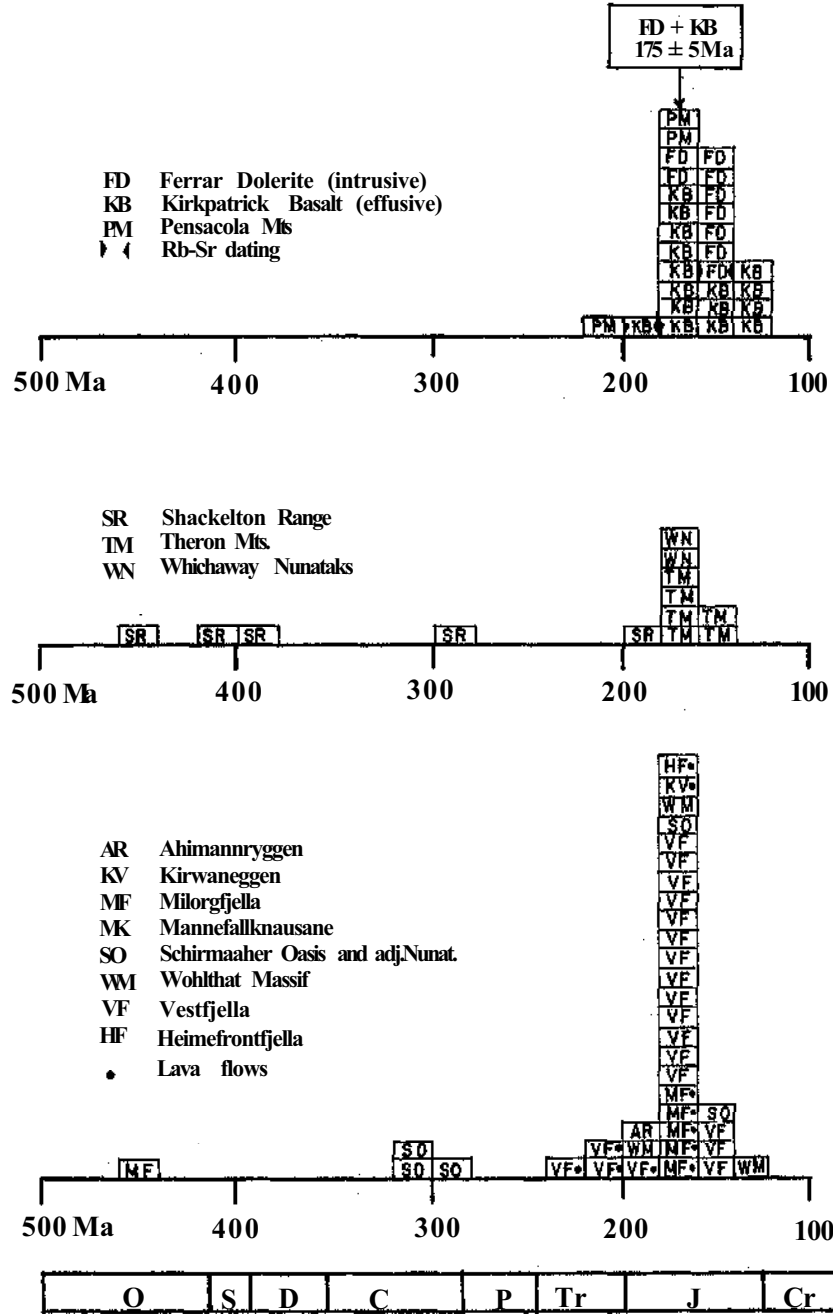 FD + KB
175 ± 5Ma
FD Ferrar Dolerite (intrusive)
KB Kirkpatrick Basalt (effusive)
PM Pensacola Mts
Rb-Sr dating
PM
PM
FD FD
FD FD
KB FD
KB FD
KB FD
KB FD
KB FD KB
KB KB KB
KB KB KB
PM KB KB KB KB
500 Ma 400 300 200 100
SR Shackelton Range
TM Theron Mts.
WN Whichaway Nunataks
WN
WN
TM
TM
TM TM
SR SR SR SR SR TM TM
500 Ma 400 300 200 100
AR Ahimannryggen
KV Kirwaneggen
MF Milorgfjella
MK Mannefallknausane
SO Schirmaaher Oasis and adj.Nunat.
WM Wohlthat Massif
VF Vestfjella
HF Heimefrontfjella
• Lava flows
HF•
KV•
WM
SO
VF
VF
VF
VF
VF
VF
VF
VF
VF
VF
VF
VF
VF
MF•
MF• SO
AR MF• VF
SO VF• WM MF• VF
MF SO SO VF• VF• VF• MF• VF WM
500 Ma 400 300 200 100
O S D C P Tr J Cr